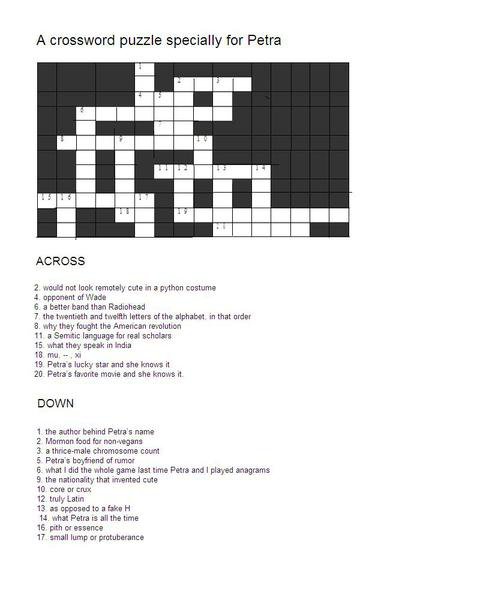 A crossword puzzle specially for Petra
1
2 3
4 5
6
7
8 9 10
11 12 13 14
15 16 17
18 19
20
ACROSS
2. would not look remotely cute in a python costume
4. opponent of Wade
6. a better band than Radiohead
7. the twentieth and twelfth letters of the alphabet, in that order
8. why they fought the American revolution
11. a Semitic language for real scholars
15. what they speak in India
18. mu, -- , xi
19. Petra's lucky star and she knows it
20. Petra's favorite movie and she knows it.
DOWN
1. the author behind Petra's name
2. Mormon food for non-vegans
3. a thrice-male chromosome count
5. Petra's boyfriend of rumor
6. what I did the whole game last time Petra and I played anagrams
9. the nationality that invented cute
10. core or crux
12. truly Latin
13. as opposed to a fake H
14. what Petra is all the time
16. pith or essence
17. small lump or protuberance